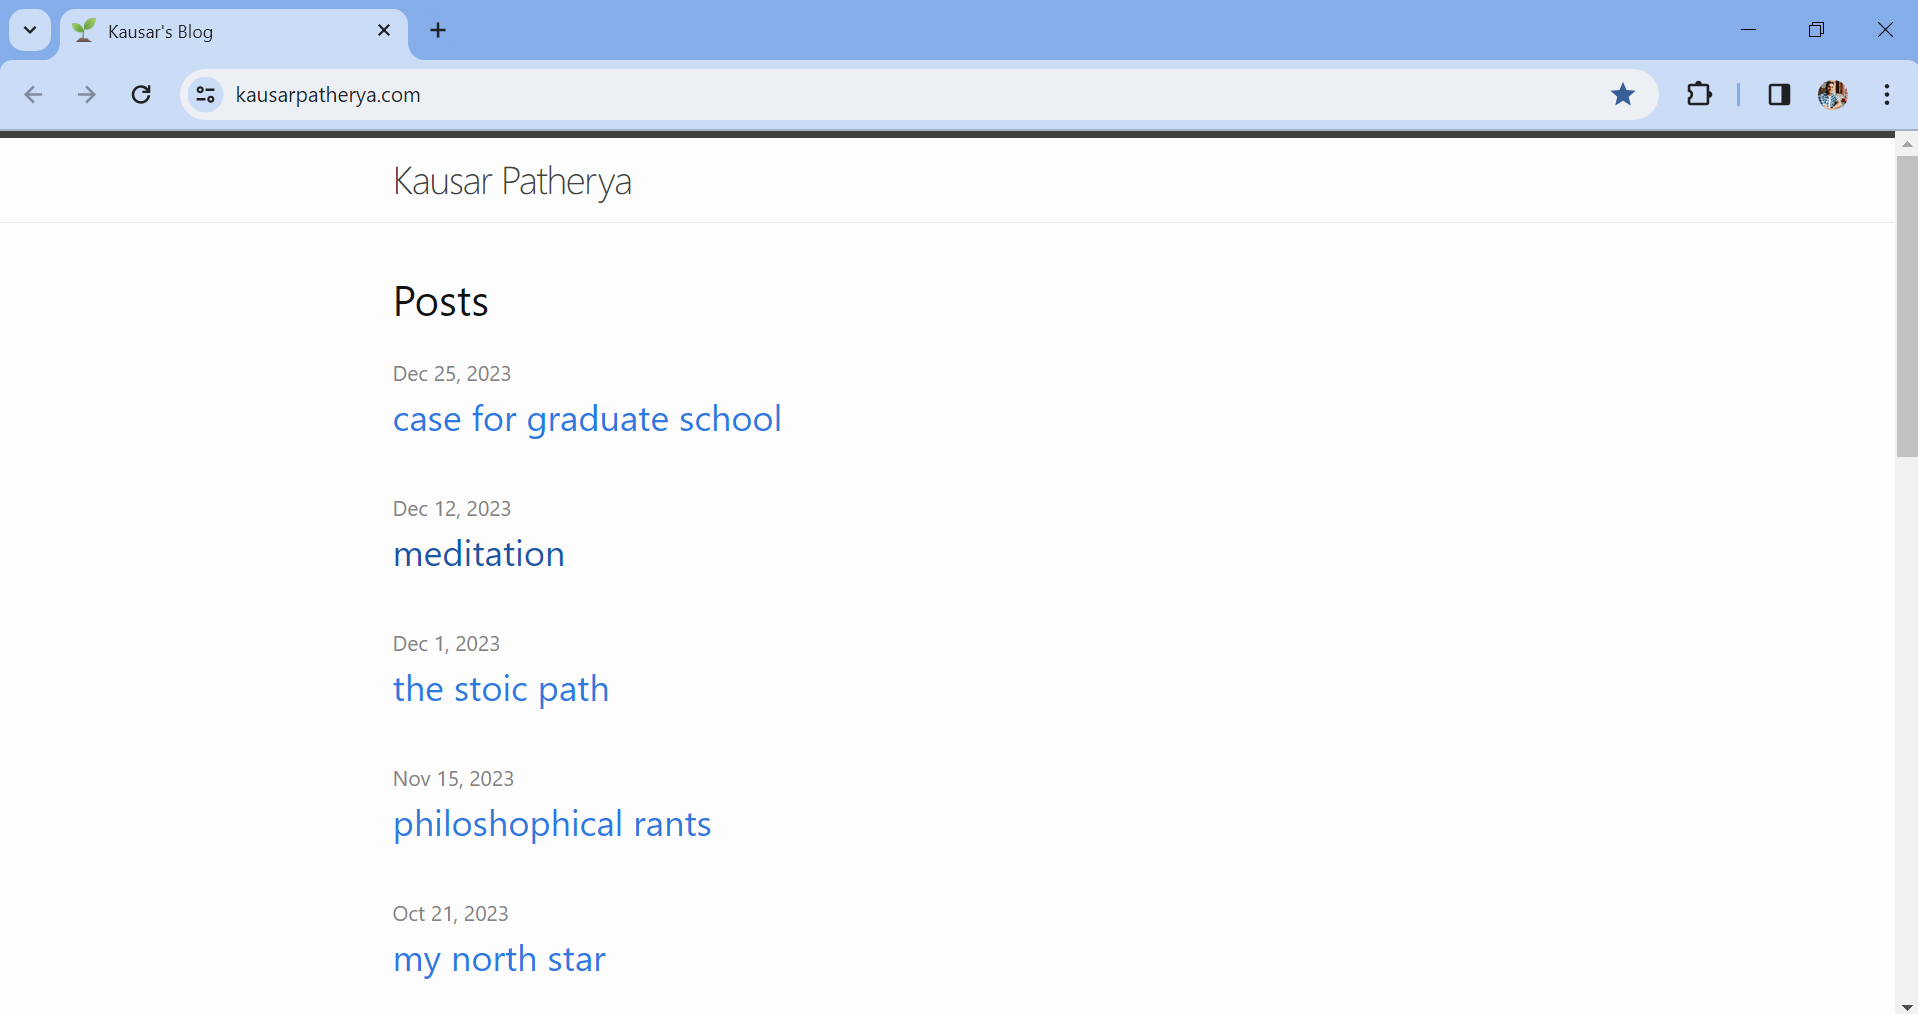 Kausar's Blog
kausarpatherya.com
Kausar Patherya
Posts
Dec 25, 2023
case for graduate school
Dec 12, 2023
meditation
Dec 1, 2023
the stoic path
Nov 15, 2023
philoshophical rants
Oct 21, 2023
my north star